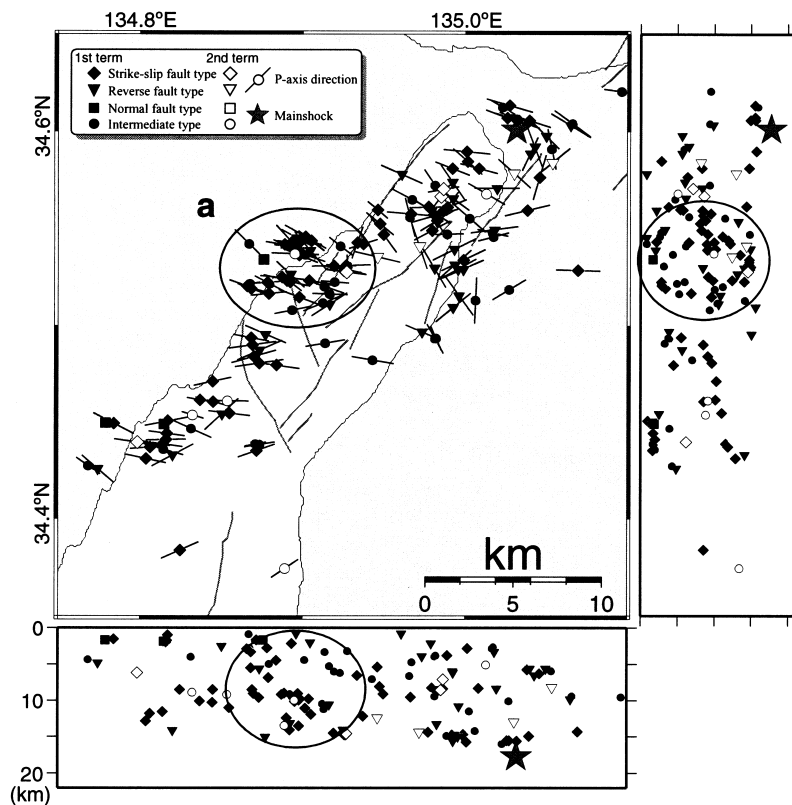 134.8°E 135.0°E
1st term 2nd term
Strike-slip fault type
Reverse fault type
Normal fault type
Intermediate type
P-axis direction
Mainshock
34.6°N
a
34.4°N
km
0 5 10
0
10
20
(km)